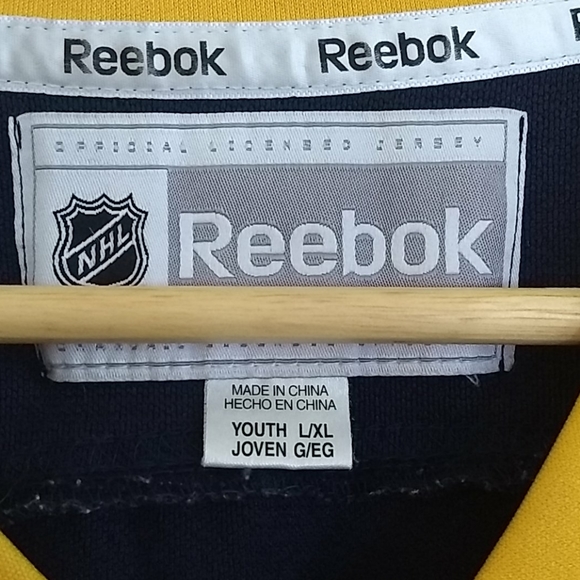 Reebok Reebok
OFFICIAL LICENSED JERSEY
NHL Reebok
MADE IN CHINA
HECHO EN CHINA
YOUTH L/XL
JOVEN G/EG